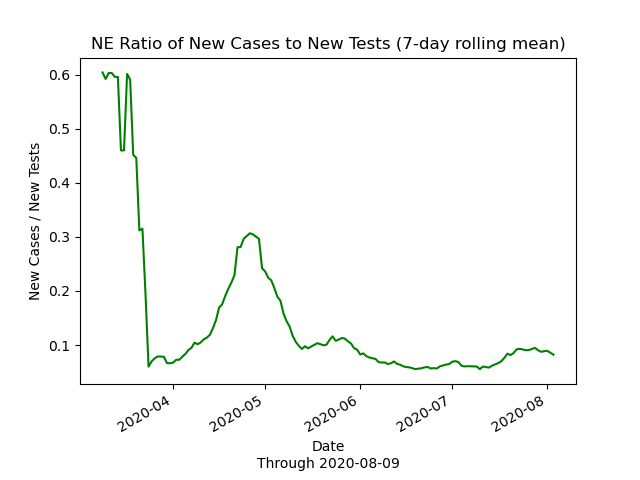 NE Ratio of New Cases to New Tests (7-day rolling mean)
New Cases / New Tests
0.6
0.5
0.4
0.3
0.2
0.1
2020-04
2020-05
2020-06
2020-07
2020-08
Date
Through 2020-08-09